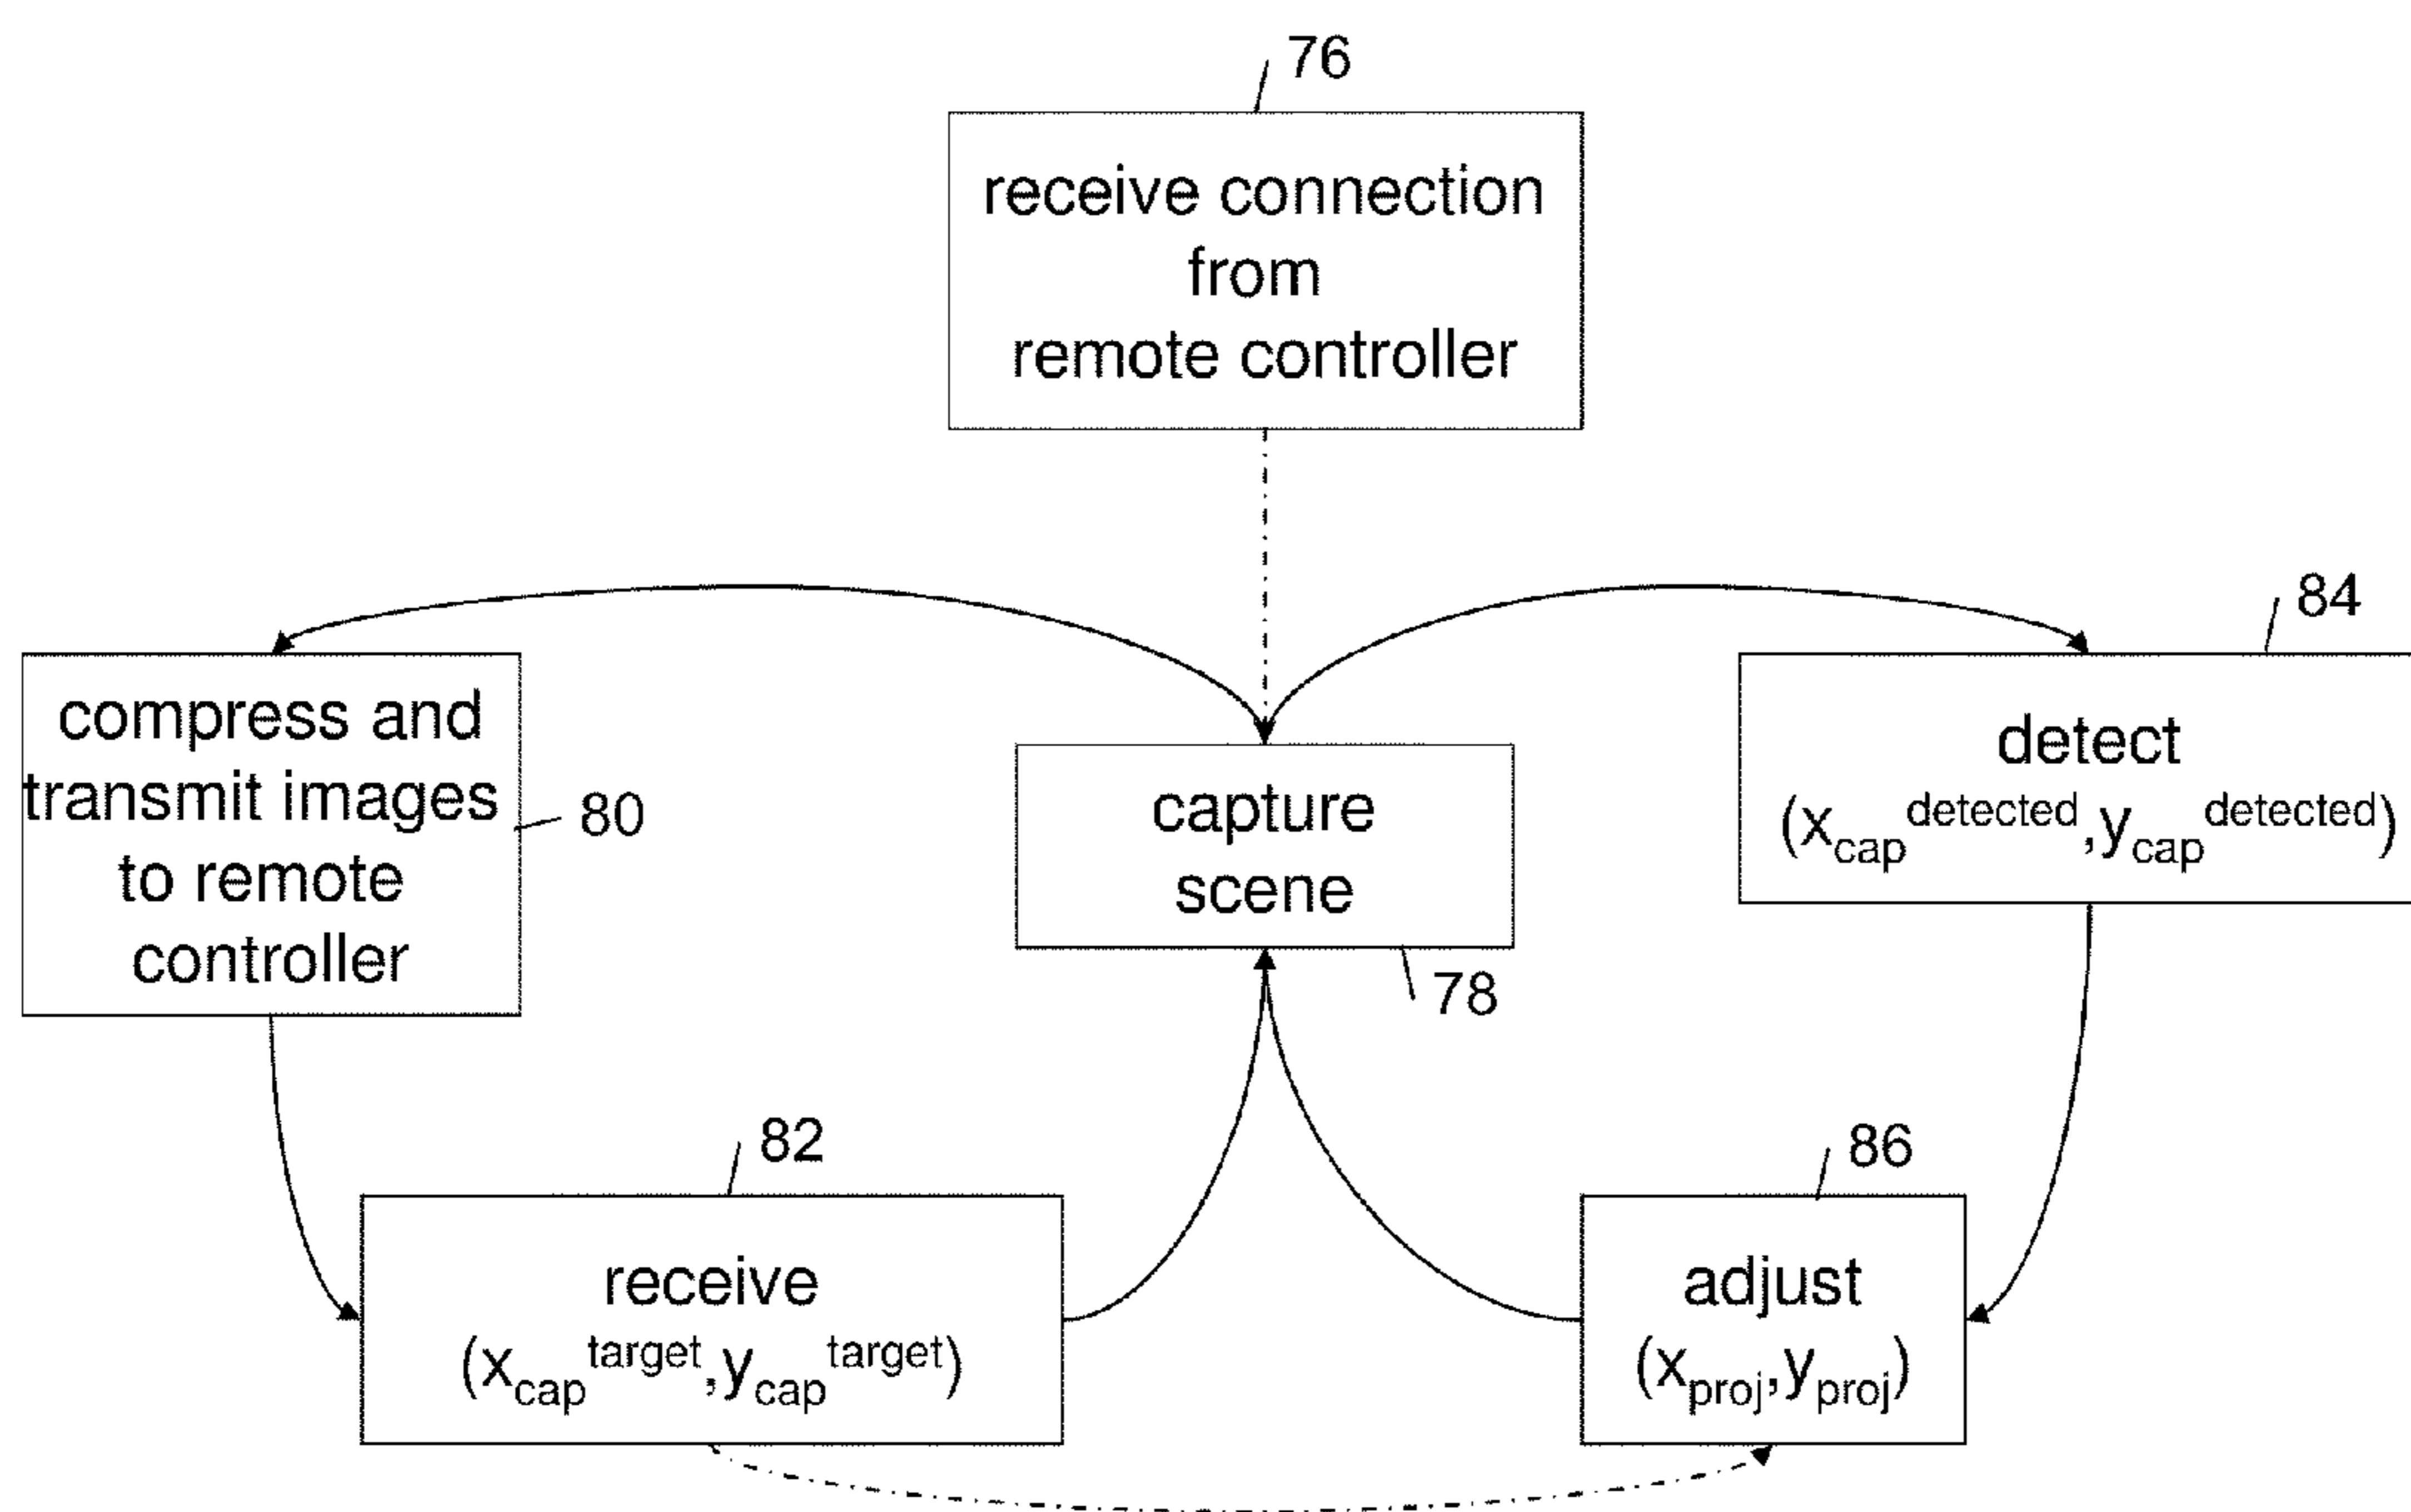 76
receive connection
from
remote controller
84
compress and
transmit images
to remote
controller
80
capture
scene
78
detect
(x_cap^detected,y_cap^detected)
82
receive
(x_cap^target,y_cap^target)
86
adjust
(x_proj,y_proj)